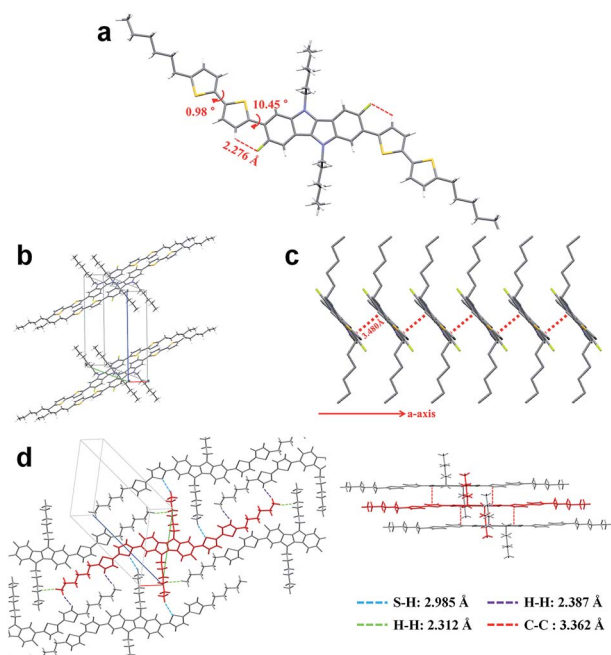 a
0.98 °
10.45 °
2.276 Å
b
c
3.480Å
a-axis
d
S-H: 2.985 Å
H-H: 2.387 Å
H-H: 2.312 Å
C-C : 3.362 Å